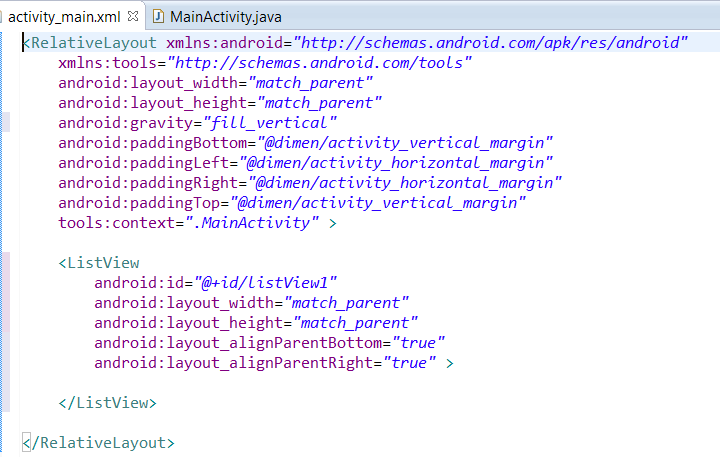 activity_main.xml MainActivity.java
<RelativeLayout xmlns:android="http://schemas.android.com/apk/res/android"
    xmlns:tools="http://schemas.android.com/tools"
    android:layout_width="match_parent"
    android:layout_height="match_parent"
    android:gravity="fill_vertical"
    android:paddingBottom="@dimen/activity_vertical_margin"
    android:paddingLeft="@dimen/activity_horizontal_margin"
    android:paddingRight="@dimen/activity_horizontal_margin"
    android:paddingTop="@dimen/activity_vertical_margin"
    tools:context=".MainActivity" >
    <ListView
        android:id="@+id/listView1"
        android:layout_width="match_parent"
        android:layout_height="match_parent"
        android:layout_alignParentBottom="true"
        android:layout_alignParentRight="true" >
    </ListView>
</RelativeLayout>